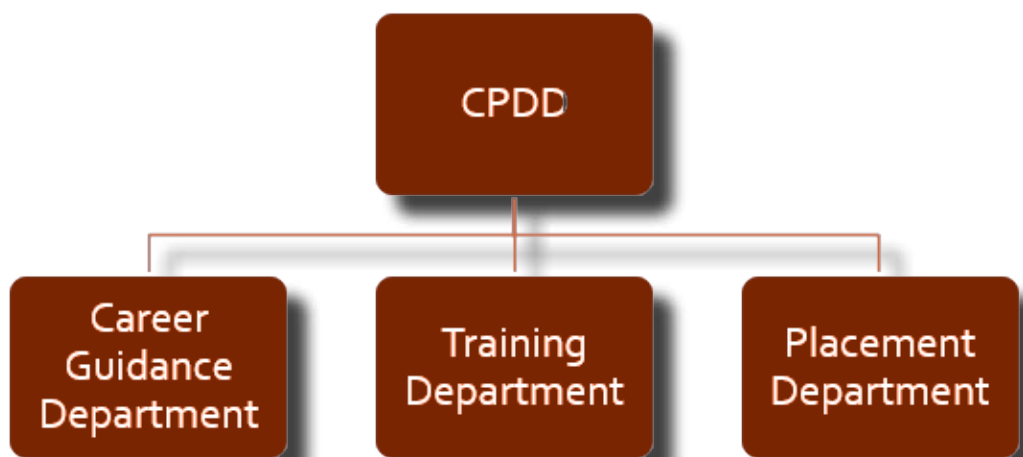 CPDD
Career
Guidance
Department
Training
Department
Placement
Department